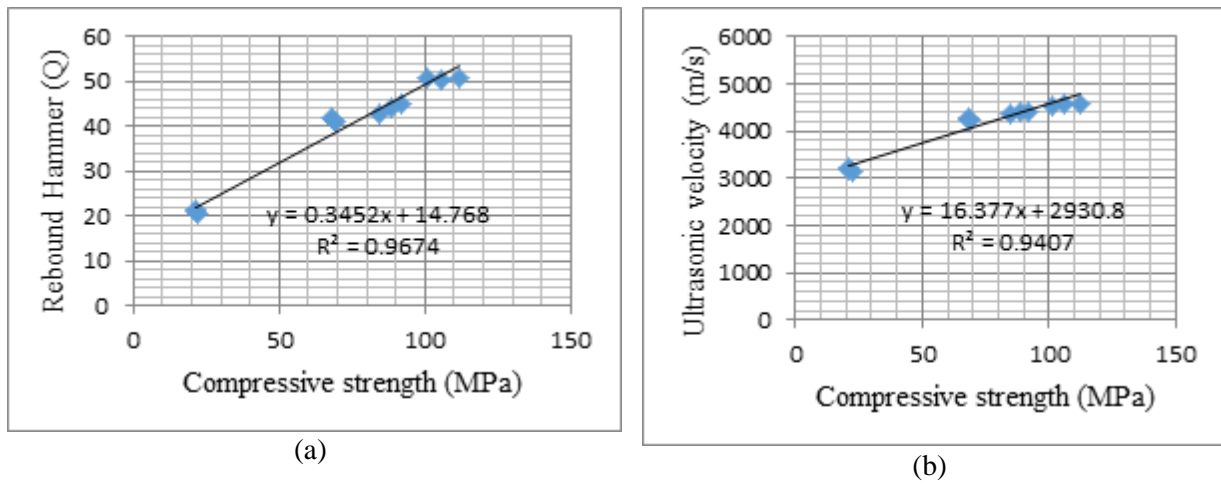 60
50
40
30
20
10
0
Rebound Hammer (Q)
y = 0.3452x + 14.768
R² = 0.9674
0 50 100 150
Compressive strength (MPa)
(a)
6000
5000
4000
3000
2000
1000
0
Ultrasonic velocity (m/s)
y = 16.377x + 2930.8
R² = 0.9407
0 50 100 150
Compressive strength (MPa)
(b)